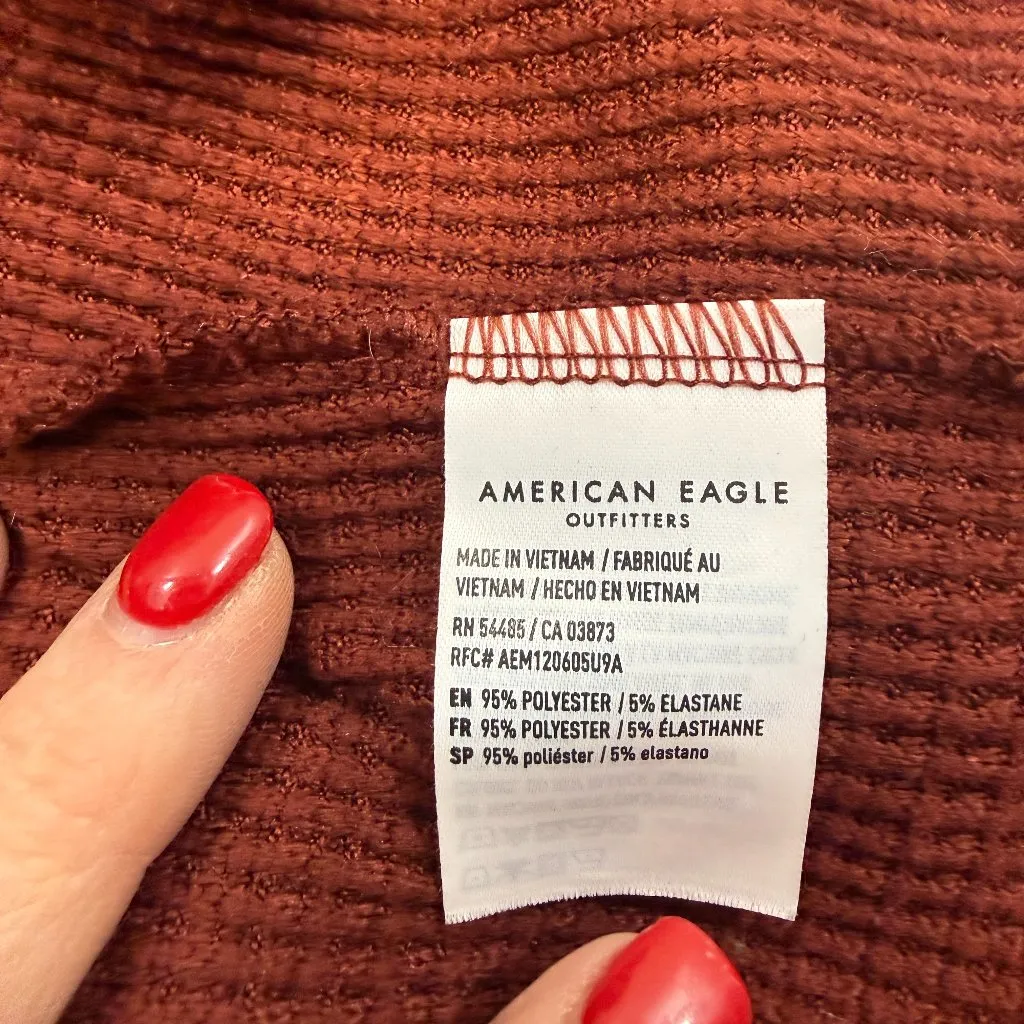 AMERICAN EAGLE
OUTFITTERS
MADE IN VIETNAM / FABRIQUÉ AU
VIETNAM / HECHO EN VIETNAM
RN 54485 / CA 03873
RFC# AEM120605U9A
EN 95% POLYESTER / 5% ELASTANE
FR 95% POLYESTER / 5% ÉLASTHANNE
SP 95% poliéster / 5% elastano